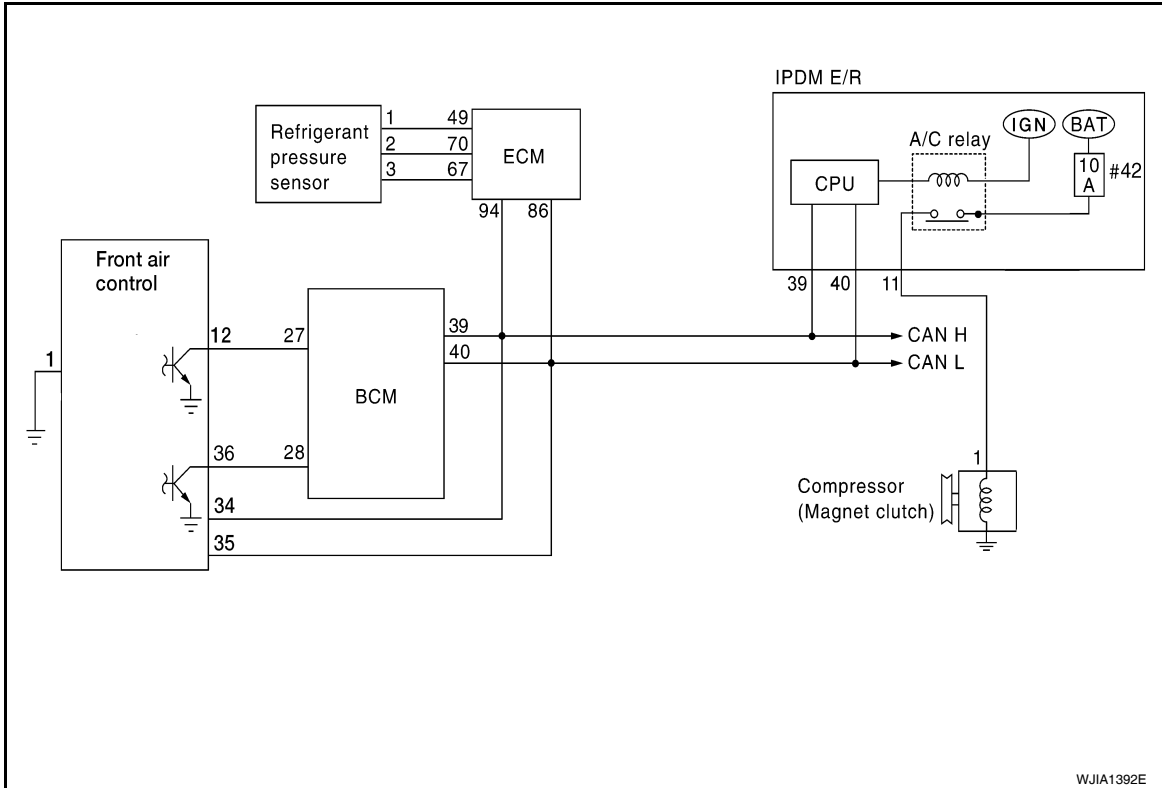 IPDM E/R
IGN
BAT
A/C relay
10
A
#42
CPU
Refrigerant
pressure
sensor
1
2
3
49
70
67
ECM
94
86
39
40
11
Front air
control
12
27
39
CAN H
1
40
CAN L
BCM
36
28
34
35
1
Compressor
(Magnet clutch)
WJIA1392E